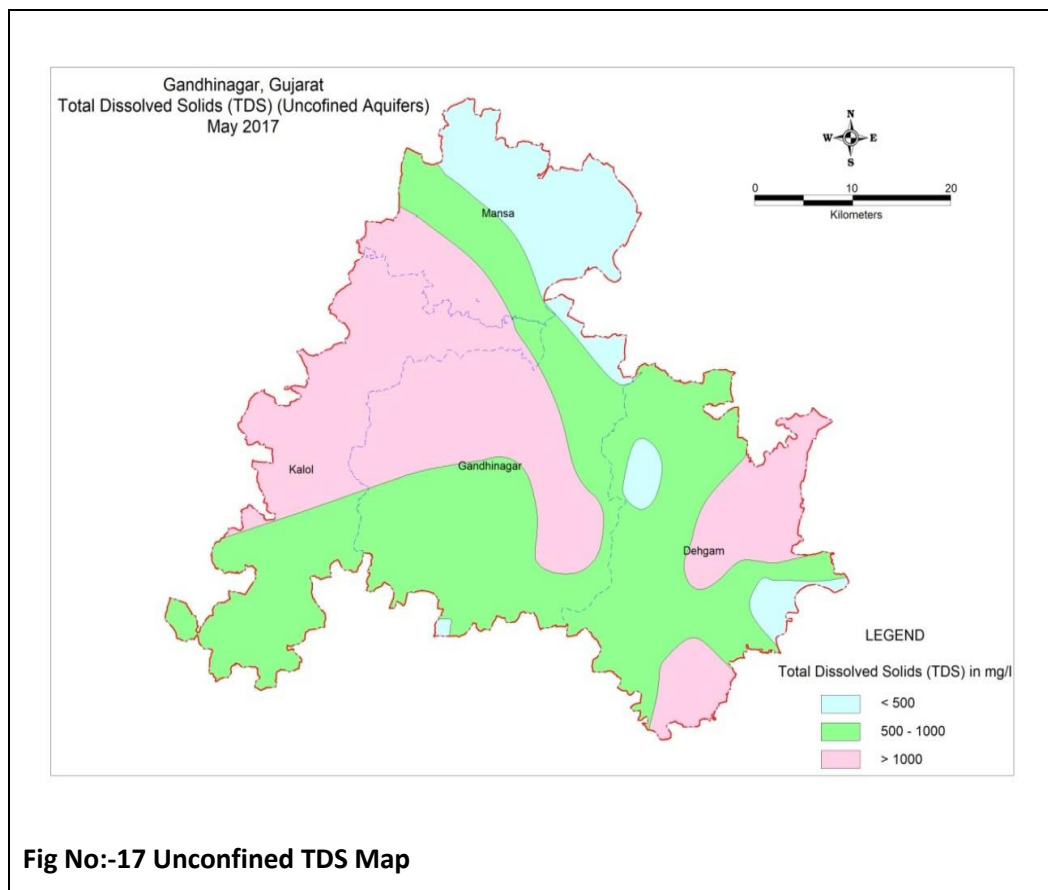 Gandhinagar, Gujarat
Total Dissolved Solids (TDS) (Uncofined Aquifers)
May 2017
N
W E
S
0 10 20
Kilometers
Mansa
Kalol
Gandhinagar
Dehgam
LEGEND
Total Dissolved Solids (TDS) in mg/l
< 500
500 - 1000
> 1000
Fig No:-17 Unconfined TDS Map